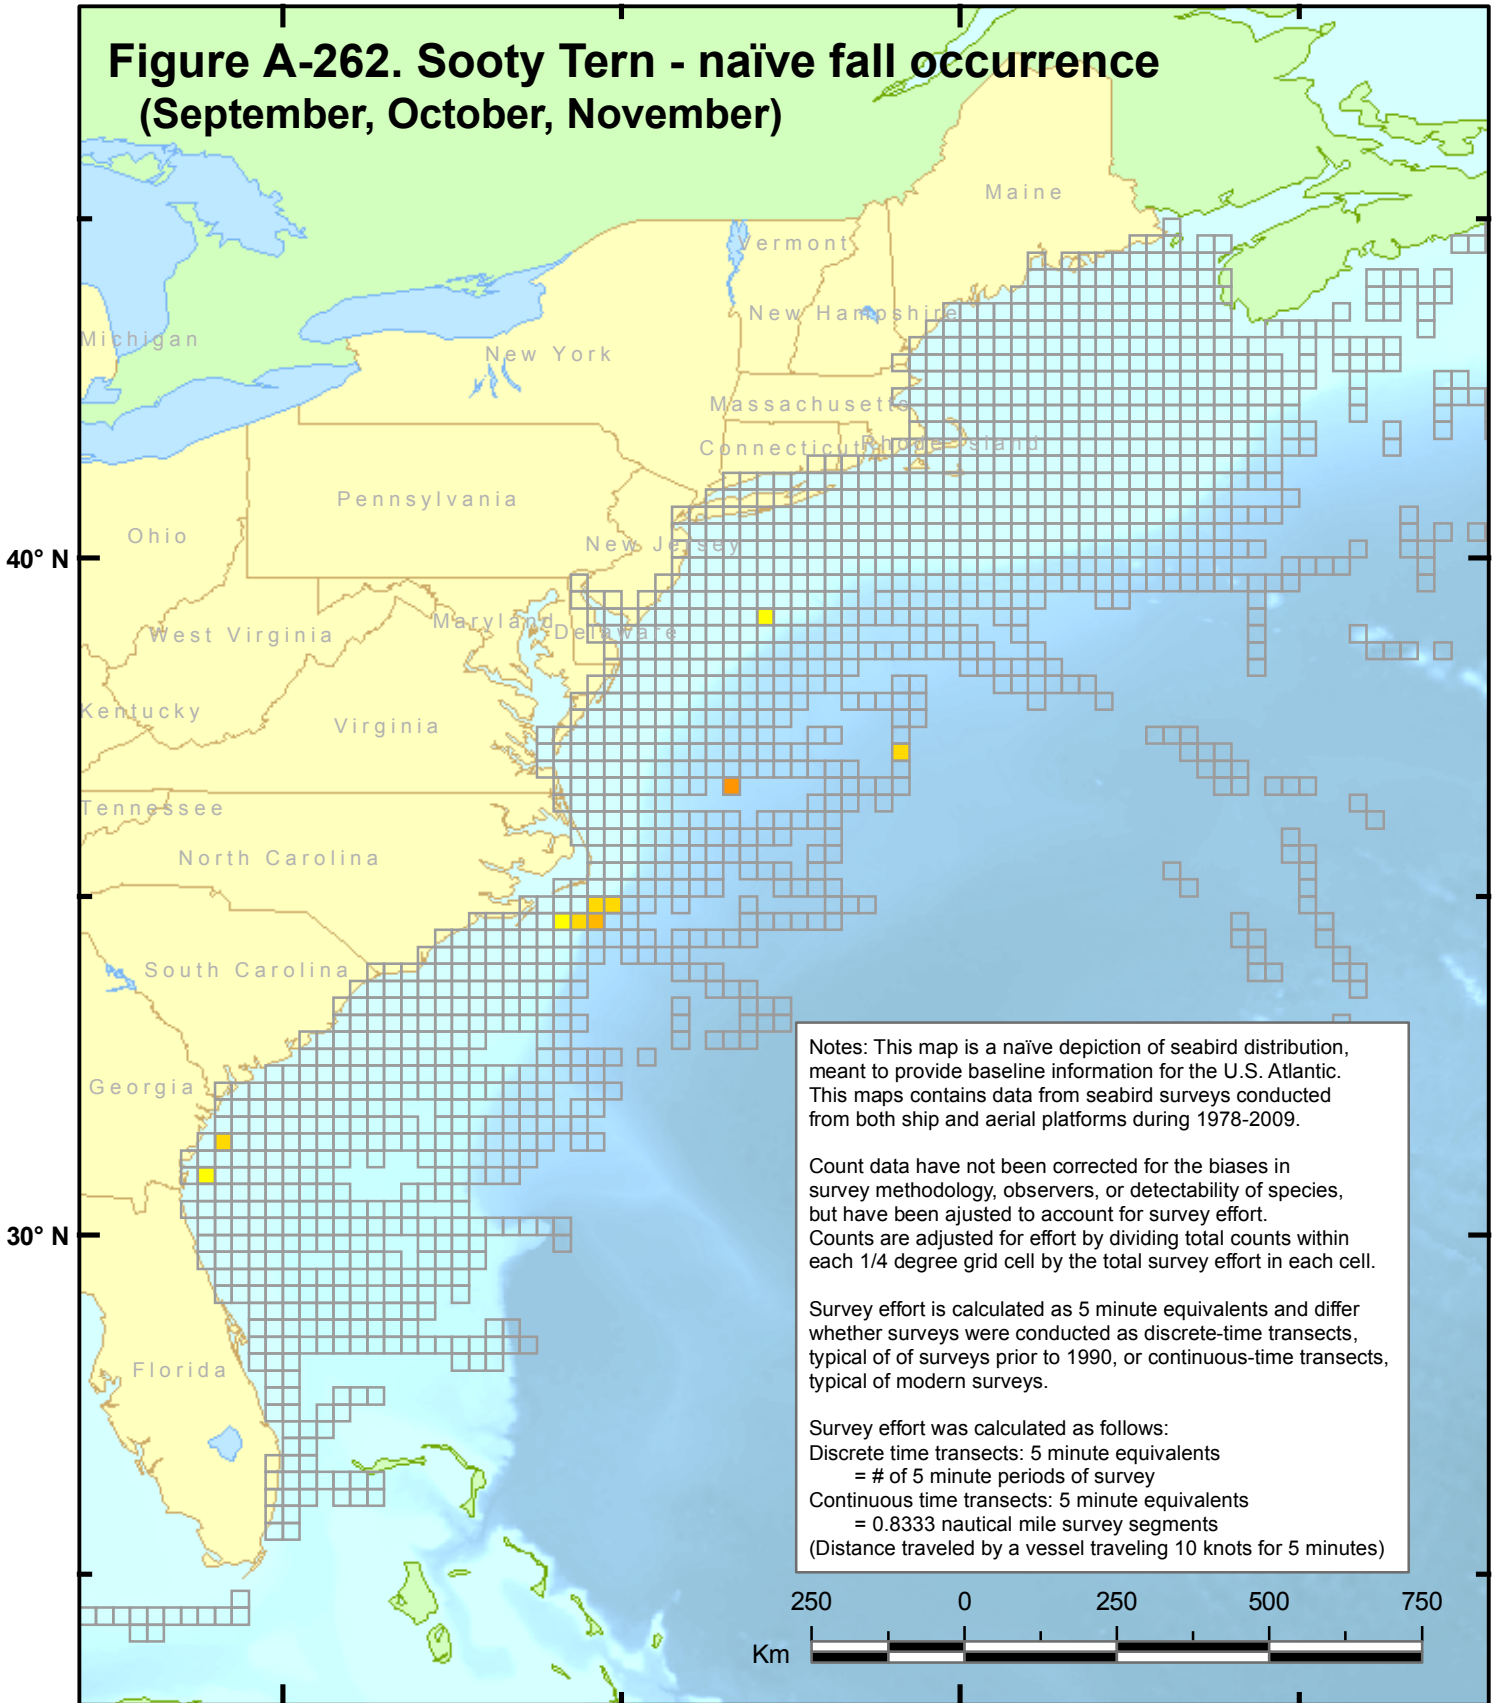 Figure A-262. Sooty Tern - naïve fall occurrence
(September, October, November)
Maine
Vermont
New Hampshire
Michigan
New York
Massachusetts
Connecticut
Rhode Island
Pennsylvania
Ohio
New Jersey
40° N
Maryland
Delaware
West Virginia
Kentucky
Virginia
Tennessee
North Carolina
South Carolina
Georgia
30° N
Florida
Notes: This map is a naïve depiction of seabird distribution,
meant to provide baseline information for the U.S. Atlantic.
This maps contains data from seabird surveys conducted
from both ship and aerial platforms during 1978-2009.
Count data have not been corrected for the biases in
survey methodology, observers, or detectability of species,
but have been ajusted to account for survey effort.
Counts are adjusted for effort by dividing total counts within
each 1/4 degree grid cell by the total survey effort in each cell.
Survey effort is calculated as 5 minute equivalents and differ
whether surveys were conducted as discrete-time transects,
typical of of surveys prior to 1990, or continuous-time transects,
typical of modern surveys.
Survey effort was calculated as follows:
Discrete time transects: 5 minute equivalents
= # of 5 minute periods of survey
Continuous time transects: 5 minute equivalents
= 0.8333 nautical mile survey segments
(Distance traveled by a vessel traveling 10 knots for 5 minutes)
250 0 250 500 750
Km